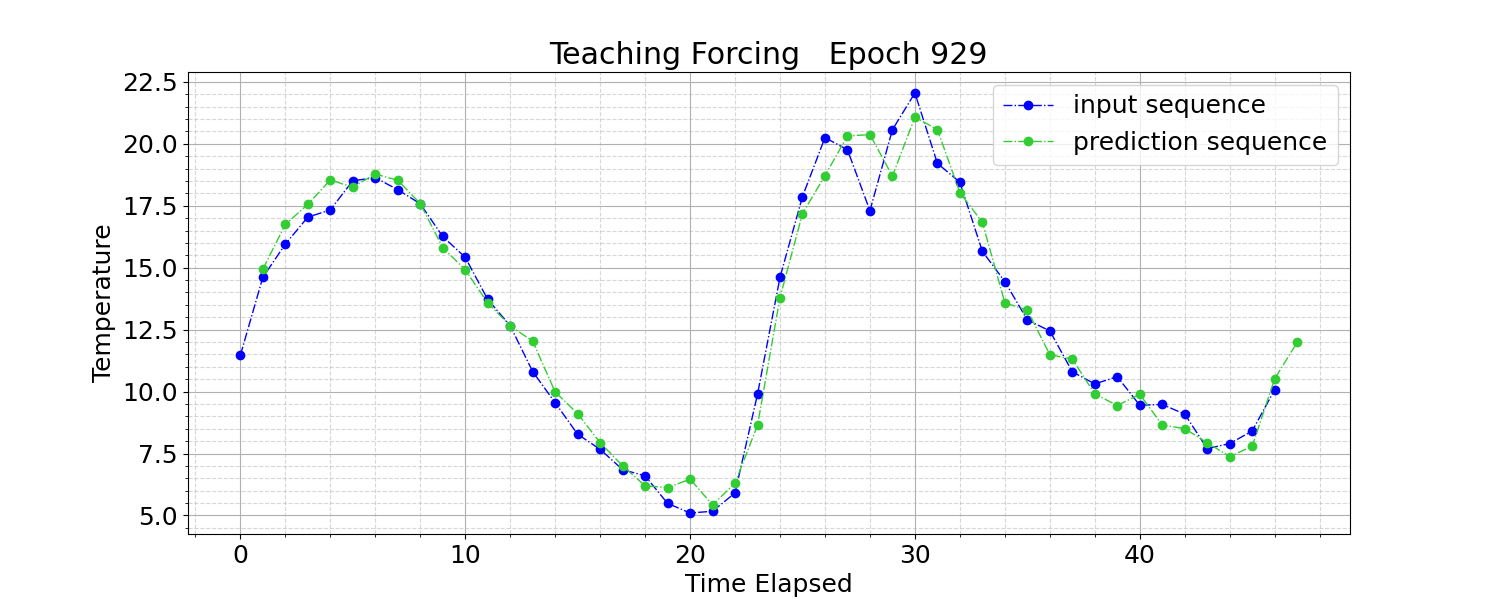 Teaching Forcing   Epoch 929
22.5
20.0
17.5
15.0
12.5
10.0
7.5
5.0
Temperature
input sequence
prediction sequence
0 10 20 30 40
Time Elapsed